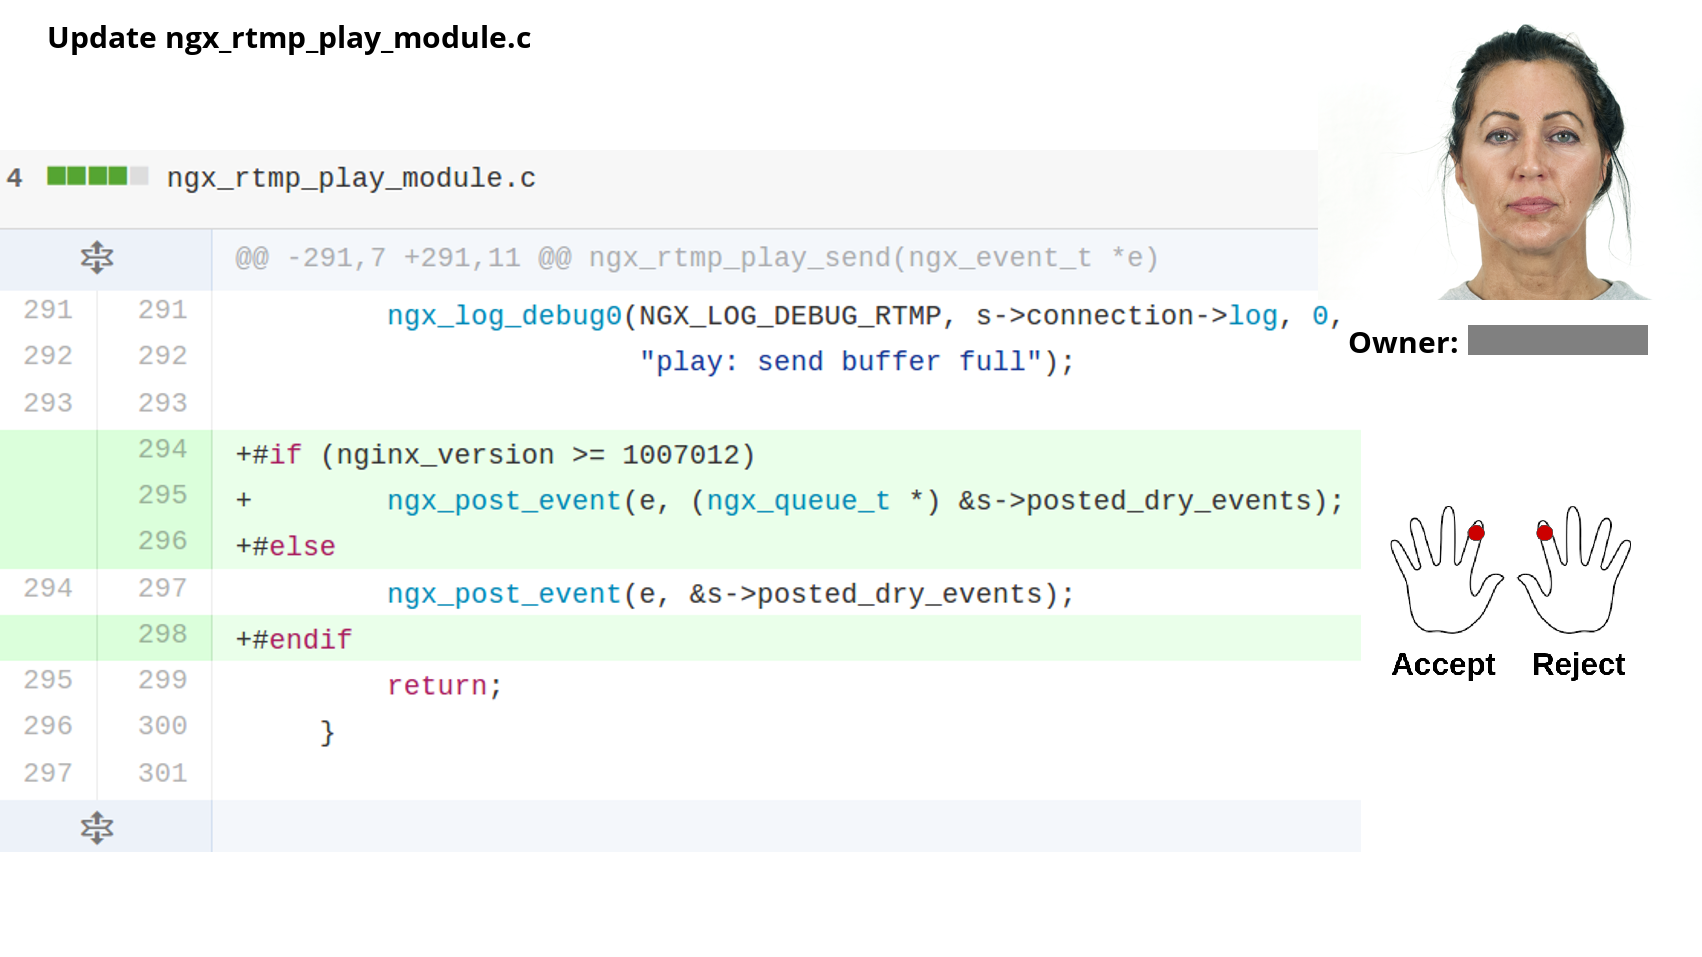 Update ngx_rtmp_play_module.c
4 ngx_rtmp_play_module.c
@@ -291,7 +291,11 @@ ngx_rtmp_play_send(ngx_event_t *e)
291 291 ngx_log_debug0(NGX_LOG_DEBUG_RTMP, s->connection->log, 0,
292 292 "play: send buffer full");
293 293
294 +#if (nginx_version >= 1007012)
295 + ngx_post_event(e, (ngx_queue_t *) &s->posted_dry_events);
296 +#else
294 297 ngx_post_event(e, &s->posted_dry_events);
298 +#endif
295 299 return;
296 300 }
297 301
Owner:
Accept Reject